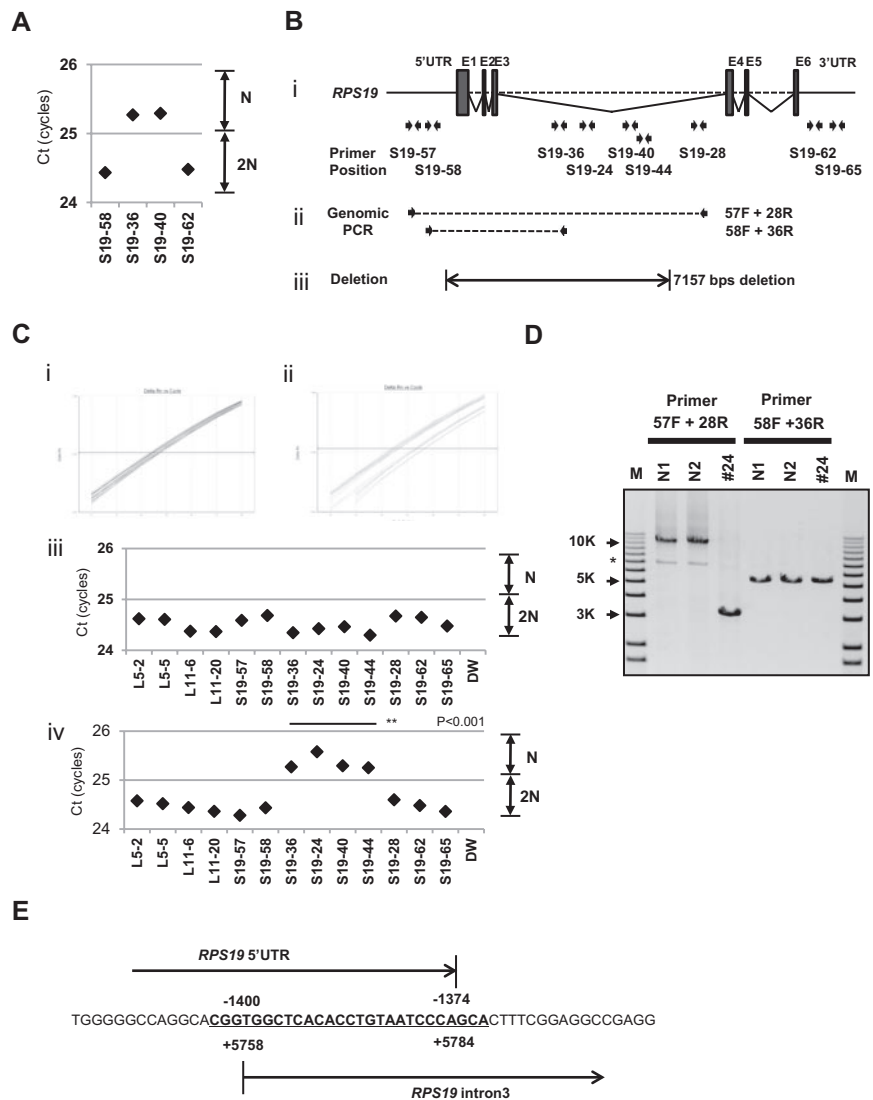 A
26
25
24
Ct (cycles)
N
2N
S19-58
S19-36
S19-40
S19-62
B
i
RPS19
5'UTR E1 E2 E3 E4 E5 E6 3'UTR
Primer
Position
S19-57 S19-36 S19-40 S19-28 S19-62
S19-58 S19-24 S19-44 S19-65
ii
Genomic
PCR
57F + 28R
58F + 36R
iii
Deletion
7157 bps deletion
C
i
Delta Rn vs Cycle
ii
Delta Rn vs Cycle
iii
26
25
24
Ct (cycles)
N
2N
L5-2
L5-5
L11-6
L11-20
S19-57
S19-58
S19-36
S19-24
S19-40
S19-44
S19-28
S19-62
S19-65
DW
iv
** P<0.001
26
25
24
Ct (cycles)
N
2N
L5-2
L5-5
L11-6
L11-20
S19-57
S19-58
S19-36
S19-24
S19-40
S19-44
S19-28
S19-62
S19-65
DW
D
Primer Primer
57F + 28R 58F +36R
M N1 N2 #24 N1 N2 #24 M
10K
*
5K
3K
E
RPS19 5'UTR
-1400 -1374
TGGGGGCCAGGCACGGTGGCTCACACCTGTAATCCCAGCACTTTCGGAGGCCGAGG
+5758 +5784
RPS19 intron3